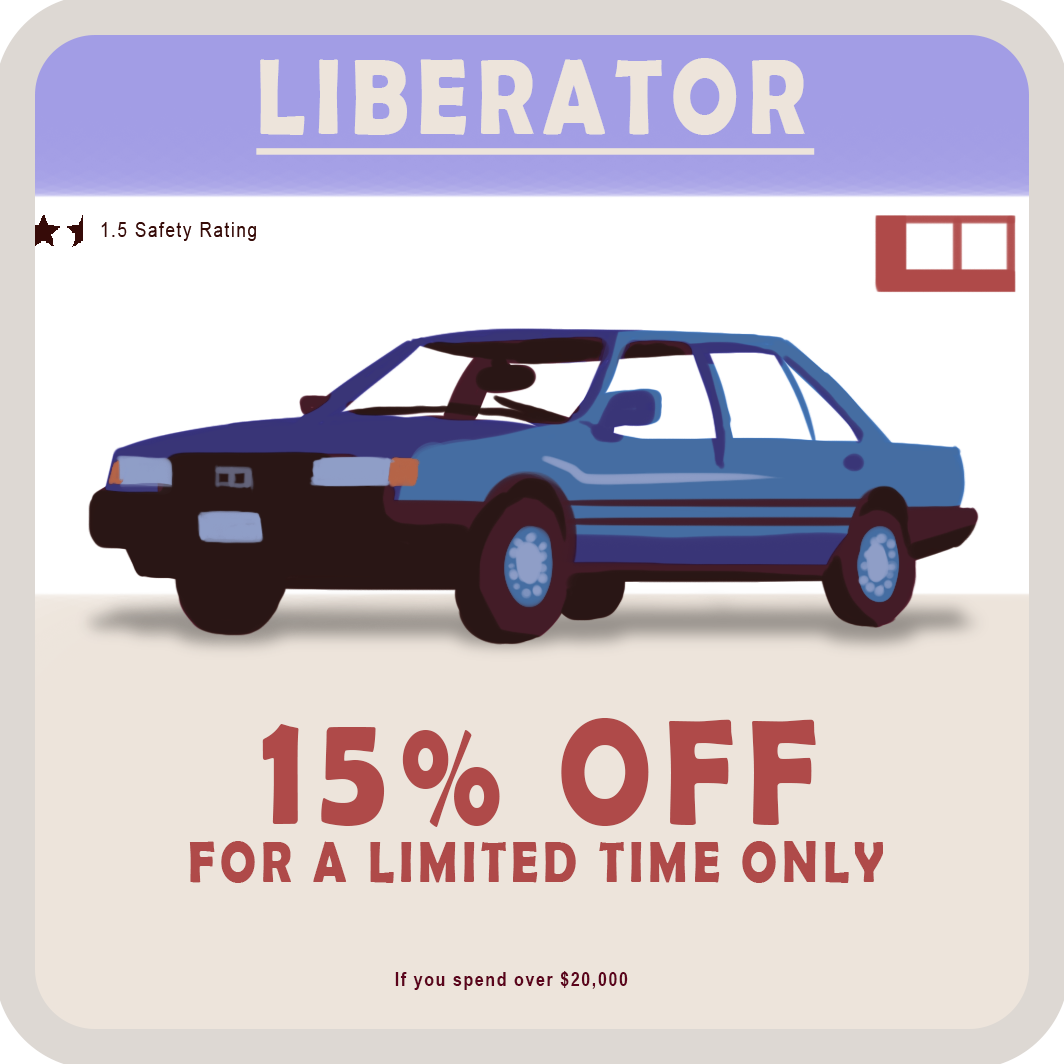 LIBERATOR
1.5 Safety Rating
15% OFF
FOR A LIMITED TIME ONLY
If you spend over $20,000